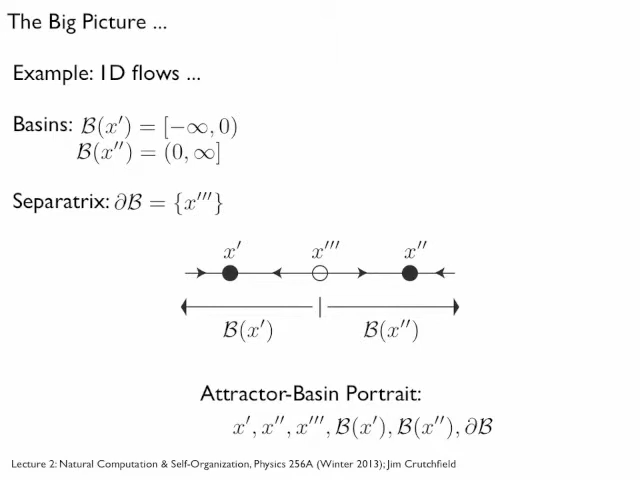 The Big Picture ...
Example: 1D flows ...
Basins: ℬ(x′) = [−∞, 0)
ℬ(x″) = (0, ∞]
Separatrix: ∂ℬ = {x‴}
x′ x‴ x″
ℬ(x′) ℬ(x″)
Attractor-Basin Portrait:
x′, x″, x‴, ℬ(x′), ℬ(x″), ∂ℬ
Lecture 2: Natural Computation & Self-Organization, Physics 256A (Winter 2013); Jim Crutchfield